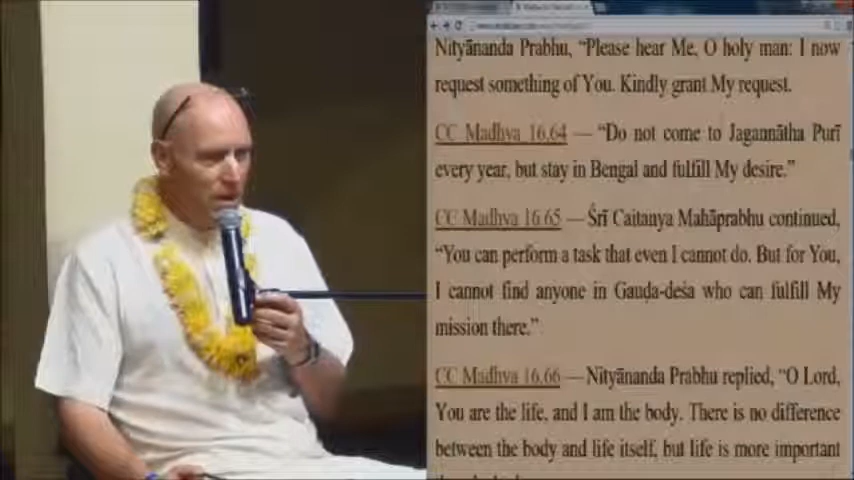 Nityānanda Prabhu, “Please hear Me, O holy man: I now
request something of You. Kindly grant My request.
CC Madhya 16.64 — “Do not come to Jagannātha Purī
every year, but stay in Bengal and fulfill My desire.”
CC Madhya 16.65 — Śrī Caitanya Mahāprabhu continued,
“You can perform a task that even I cannot do. But for You,
I cannot find anyone in Gauḍa-deśa who can fulfill My
mission there.”
CC Madhya 16.66 — Nityānanda Prabhu replied, “O Lord,
You are the life, and I am the body. There is no difference
between the body and life itself, but life is more important